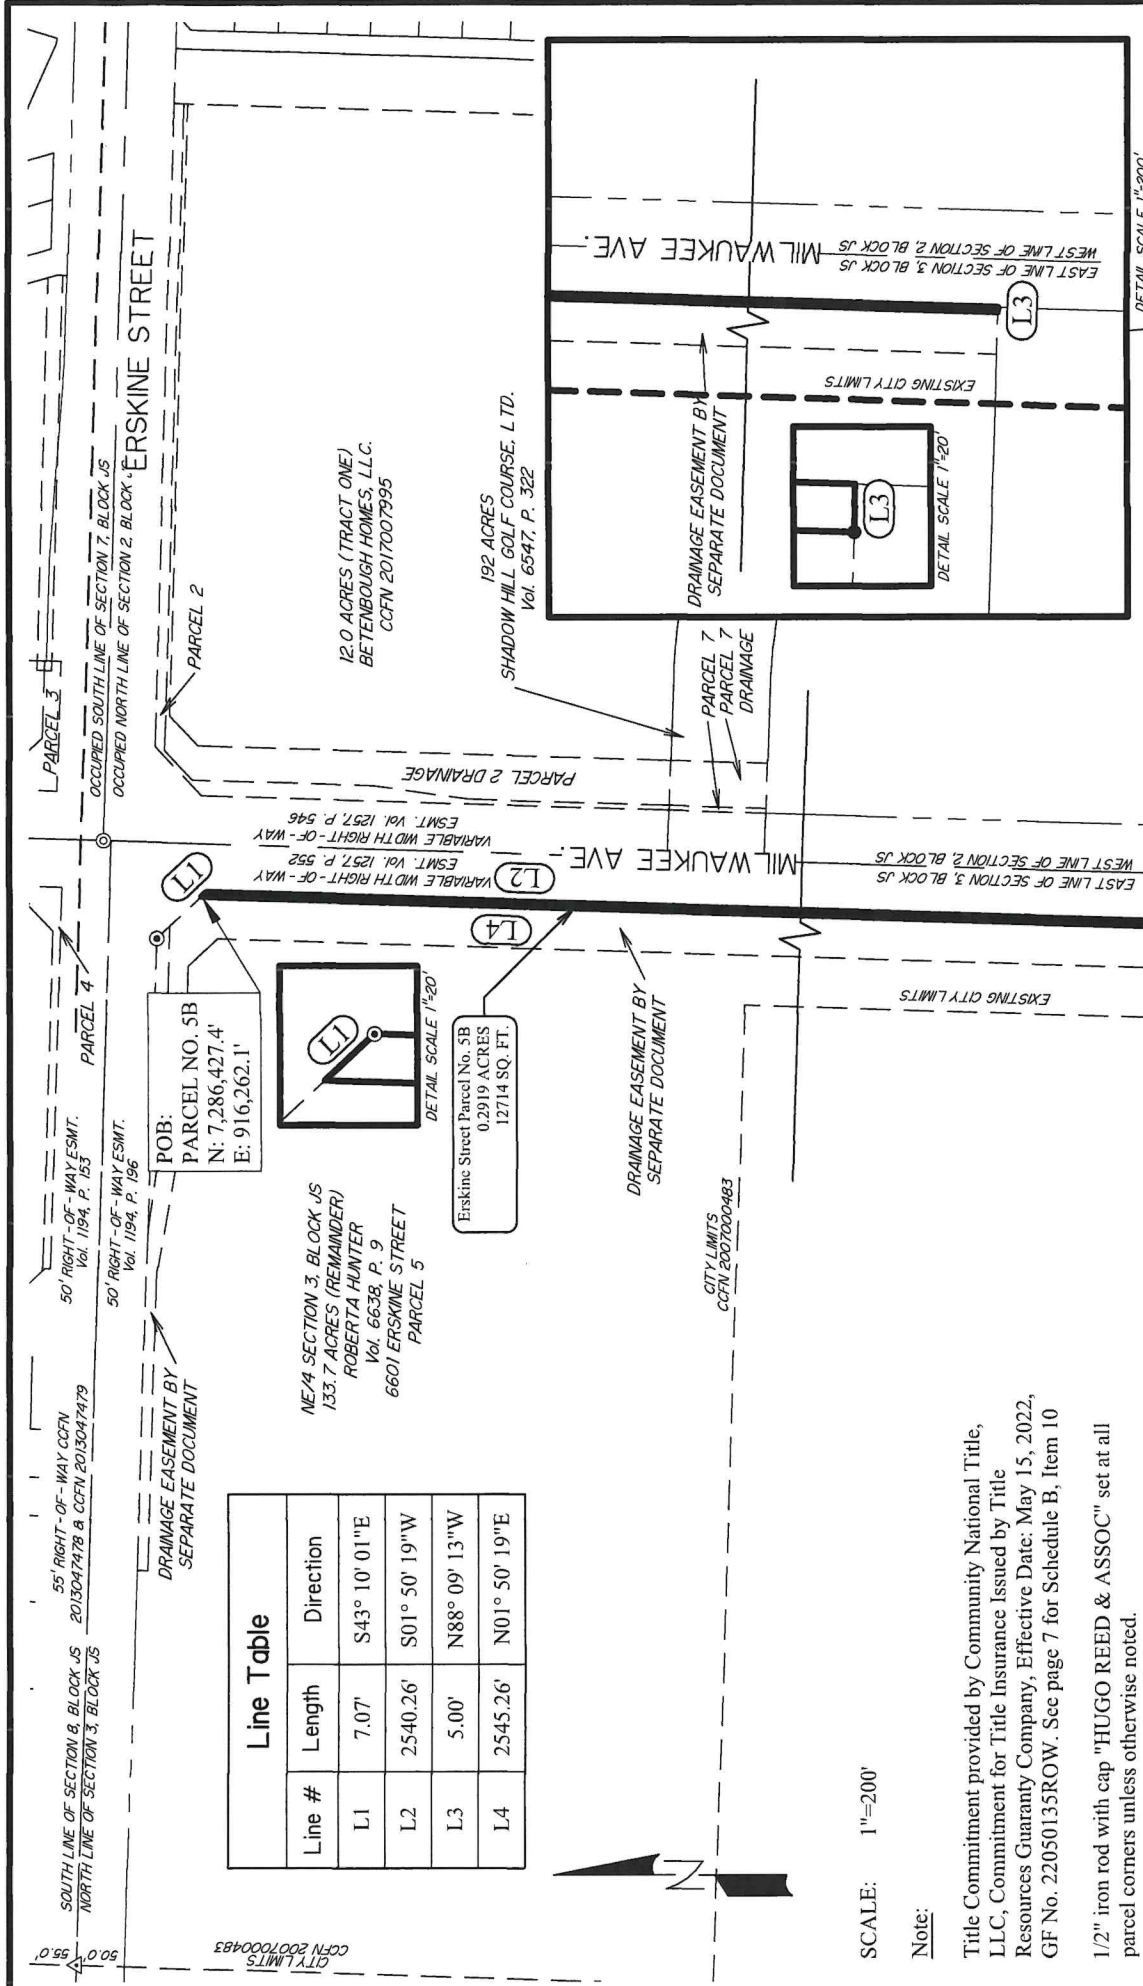 SOUTH LINE OF SECTION 8, BLOCK JS
NORTH LINE OF SECTION 3, BLOCK JS
55.0'
50.0'
CITY LIMITS
CCFN 2007000483
55' RIGHT-OF-WAY CCFN
2013047478 & CCFN 2013047479
50' RIGHT-OF-WAY ESMT.
Vol. 1194, P. 153
50' RIGHT-OF-WAY ESMT.
Vol. 1194, P. 196
PARCEL 4
PARCEL 3
OCCUPIED SOUTH LINE OF SECTION 7, BLOCK JS
OCCUPIED NORTH LINE OF SECTION 2, BLOCK
ERSKINE STREET
DRAINAGE EASEMENT BY
SEPARATE DOCUMENT
POB:
PARCEL NO. 5B
N: 7,286,427.4'
E: 916,262.1'
L1
PARCEL 2
Line Table
Line # Length Direction
L1 7.07' S43° 10' 01"E
L2 2540.26' S01° 50' 19"W
L3 5.00' N88° 09' 13"W
L4 2545.26' N01° 50' 19"E
NE/4 SECTION 3, BLOCK JS
133.7 ACRES (REMAINDER)
ROBERTA HUNTER
Vol. 6638, P. 9
6601 ERSKINE STREET
PARCEL 5
L1
DETAIL SCALE 1"=20'
VARIABLE WIDTH RIGHT-OF-WAY
ESMT. Vol. 1257, P. 552
VARIABLE WIDTH RIGHT-OF-WAY
ESMT. Vol. 1257, P. 546
PARCEL 2 DRAINAGE
12.0 ACRES (TRACT ONE)
BETENBOUGH HOMES, LLC.
CCFN 2017007995
192 ACRES
SHADOW HILL GOLF COURSE, LTD.
Vol. 6547, P. 322
Erskine Street Parcel No. 5B
0.2919 ACRES
12714 SQ. FT.
L4
L2
MILWAUKEE AVE.
PARCEL 7
PARCEL 7
DRAINAGE
DRAINAGE EASEMENT BY
SEPARATE DOCUMENT
CITY LIMITS
CCFN 2007000483
EXISTING CITY LIMITS
EAST LINE OF SECTION 3, BLOCK JS
WEST LINE OF SECTION 2, BLOCK JS
MILWAUKEE AVE.
EAST LINE OF SECTION 3, BLOCK JS
WEST LINE OF SECTION 2, BLOCK JS
DRAINAGE EASEMENT BY
SEPARATE DOCUMENT
EXISTING CITY LIMITS
L3
L3
DETAIL SCALE 1"=20'
DETAIL SCALE 1"=200'
N
SCALE: 1"=200'
Note:
Title Commitment provided by Community National Title,
LLC, Commitment for Title Insurance Issued by Title
Resources Guaranty Company, Effective Date: May 15, 2022,
GF No. 22050135ROW. See page 7 for Schedule B, Item 10
1/2" iron rod with cap "HUGO REED & ASSOC" set at all
parcel corners unless otherwise noted.